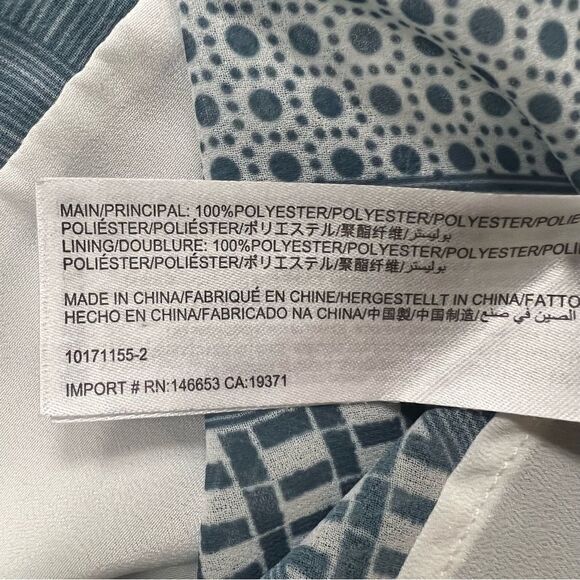 MAIN/PRINCIPAL: 100%POLYESTER/POLYESTER/POLYESTER/POLIE
POLIÉSTER/POLIÉSTER/ポリエステル/聚酯纤维/بوليستر
LINING/DOUBLURE: 100%POLYESTER/POLYESTER/POLYESTER/POLIE
POLIÉSTER/POLIÉSTER/ポリエステル/聚酯纤维/بوليستر
MADE IN CHINA/FABRIQUÉ EN CHINE/HERGESTELLT IN CHINA/FATTO
HECHO EN CHINA/FABRICADO NA CHINA/中国製/中国制造/الصين في صنع
10171155-2
IMPORT # RN:146653 CA:19371